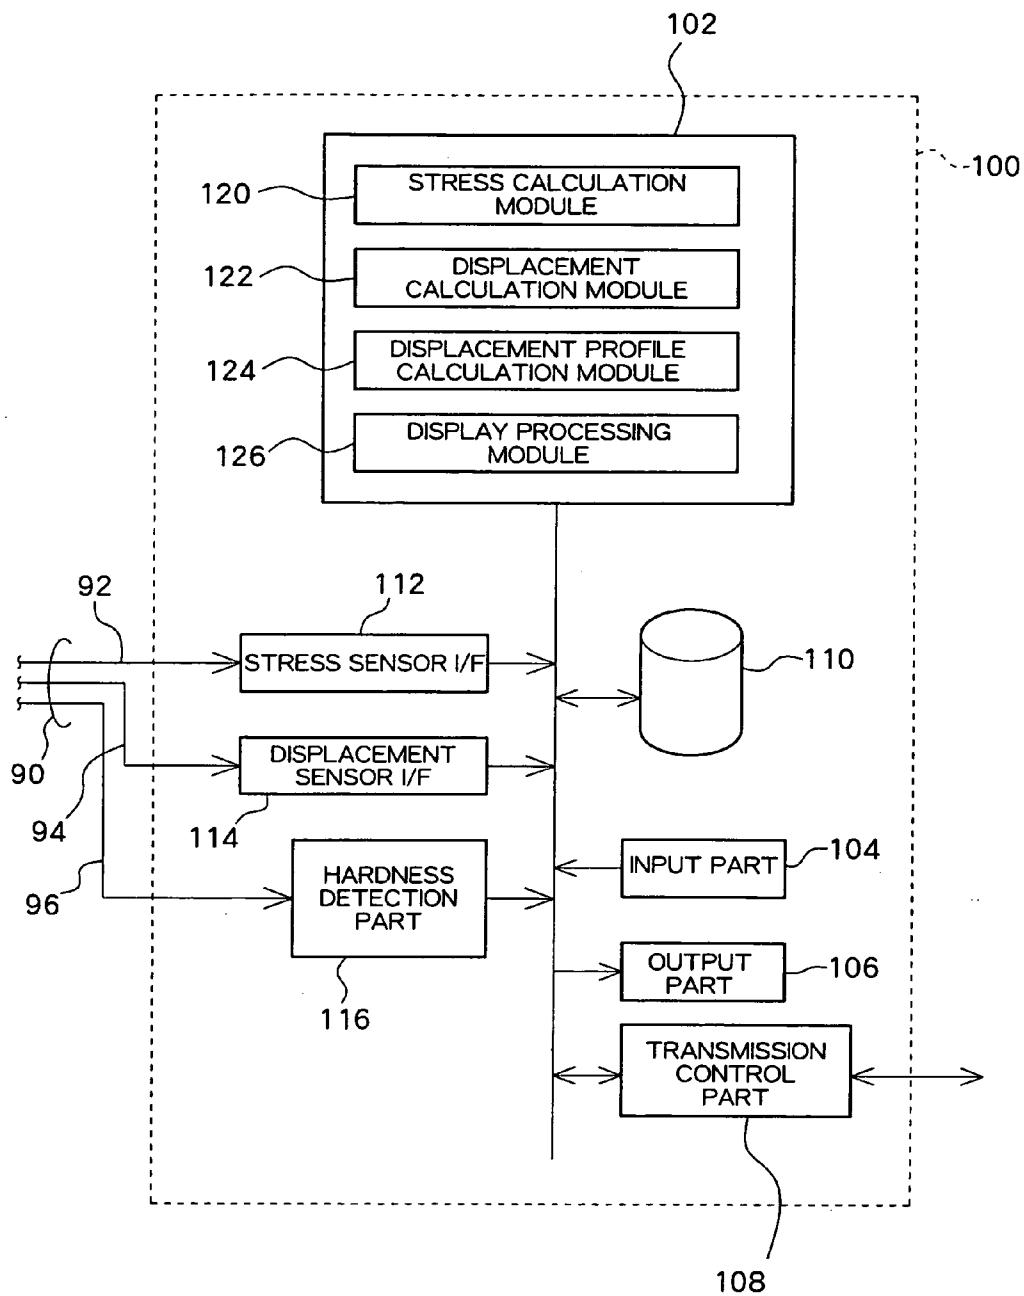 102
100
120
STRESS CALCULATION
MODULE
122
DISPLACEMENT
CALCULATION MODULE
124
DISPLACEMENT PROFILE
CALCULATION MODULE
126
DISPLAY PROCESSING
MODULE
92
112
STRESS SENSOR I/F
110
90
DISPLACEMENT
SENSOR I/F
94
114
HARDNESS
DETECTION
PART
INPUT PART
104
96
OUTPUT
PART
106
116
TRANSMISSION
CONTROL
PART
108